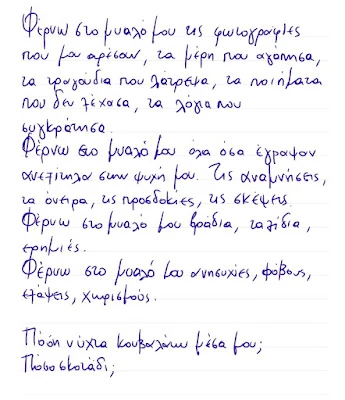 Φέρνω στο μυαλό μου τις φωτογραφίες
που μου αρέσαν, τα μέρη που αγάπησα,
τα τραγούδια που λάτρεψα, τα ποιήματα
που δεν ξέχασα, τα λόγια που
συγκράτησα.
Φέρνω στο μυαλό μου όλα όσα έγραψαν
ανεξίτηλα στην ψυχή μου. Τις αναμνήσεις,
τα όνειρα, τις προσδοκίες, τις σκέψεις.
Φέρνω στο μυαλό μου βράδια, ταξίδια,
ερημιές.
Φέρνω στο μυαλό μου ανησυχίες, φόβους,
εξάψεις, χωρισμούς.
Πόση νύχτα κουβαλάω μέσα μου;
Πόσο σκοτάδι;